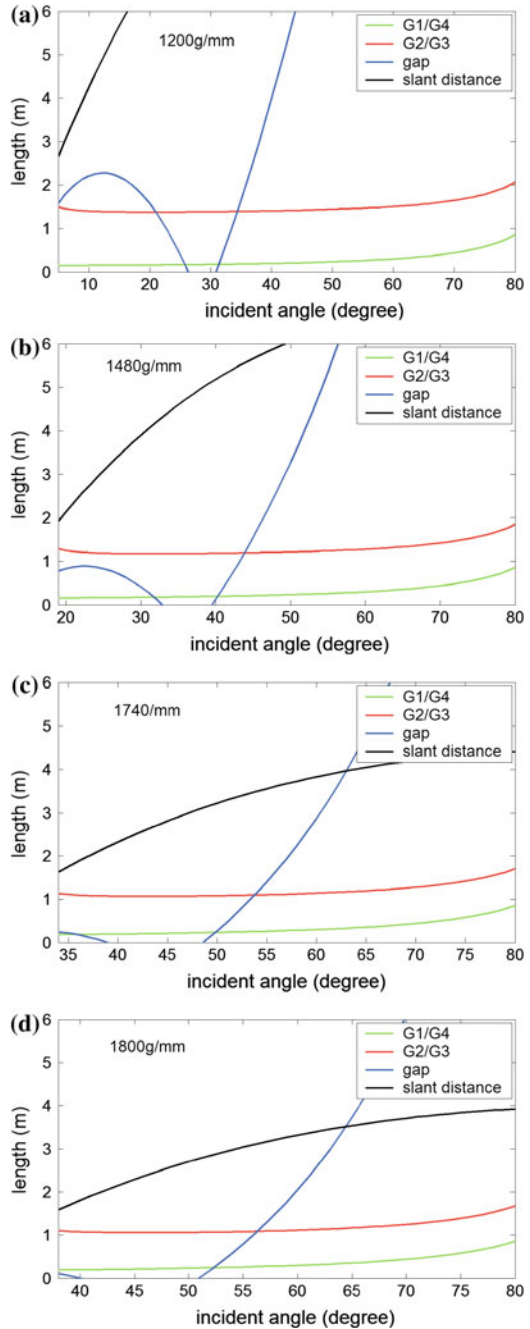 (a)
1200g/mm
G1/G4
G2/G3
gap
slant distance
length (m)
6
5
4
3
2
1
0
10 20 30 40 50 60 70 80
incident angle (degree)
(b)
1480g/mm
G1/G4
G2/G3
gap
slant distance
length (m)
6
5
4
3
2
1
0
20 30 40 50 60 70 80
incident angle (degree)
(c)
1740/mm
G1/G4
G2/G3
gap
slant distance
length (m)
6
5
4
3
2
1
0
35 40 45 50 55 60 65 70 75 80
incident angle (degree)
(d)
1800g/mm
G1/G4
G2/G3
gap
slant distance
length (m)
6
5
4
3
2
1
0
40 45 50 55 60 65 70 75 80
incident angle (degree)